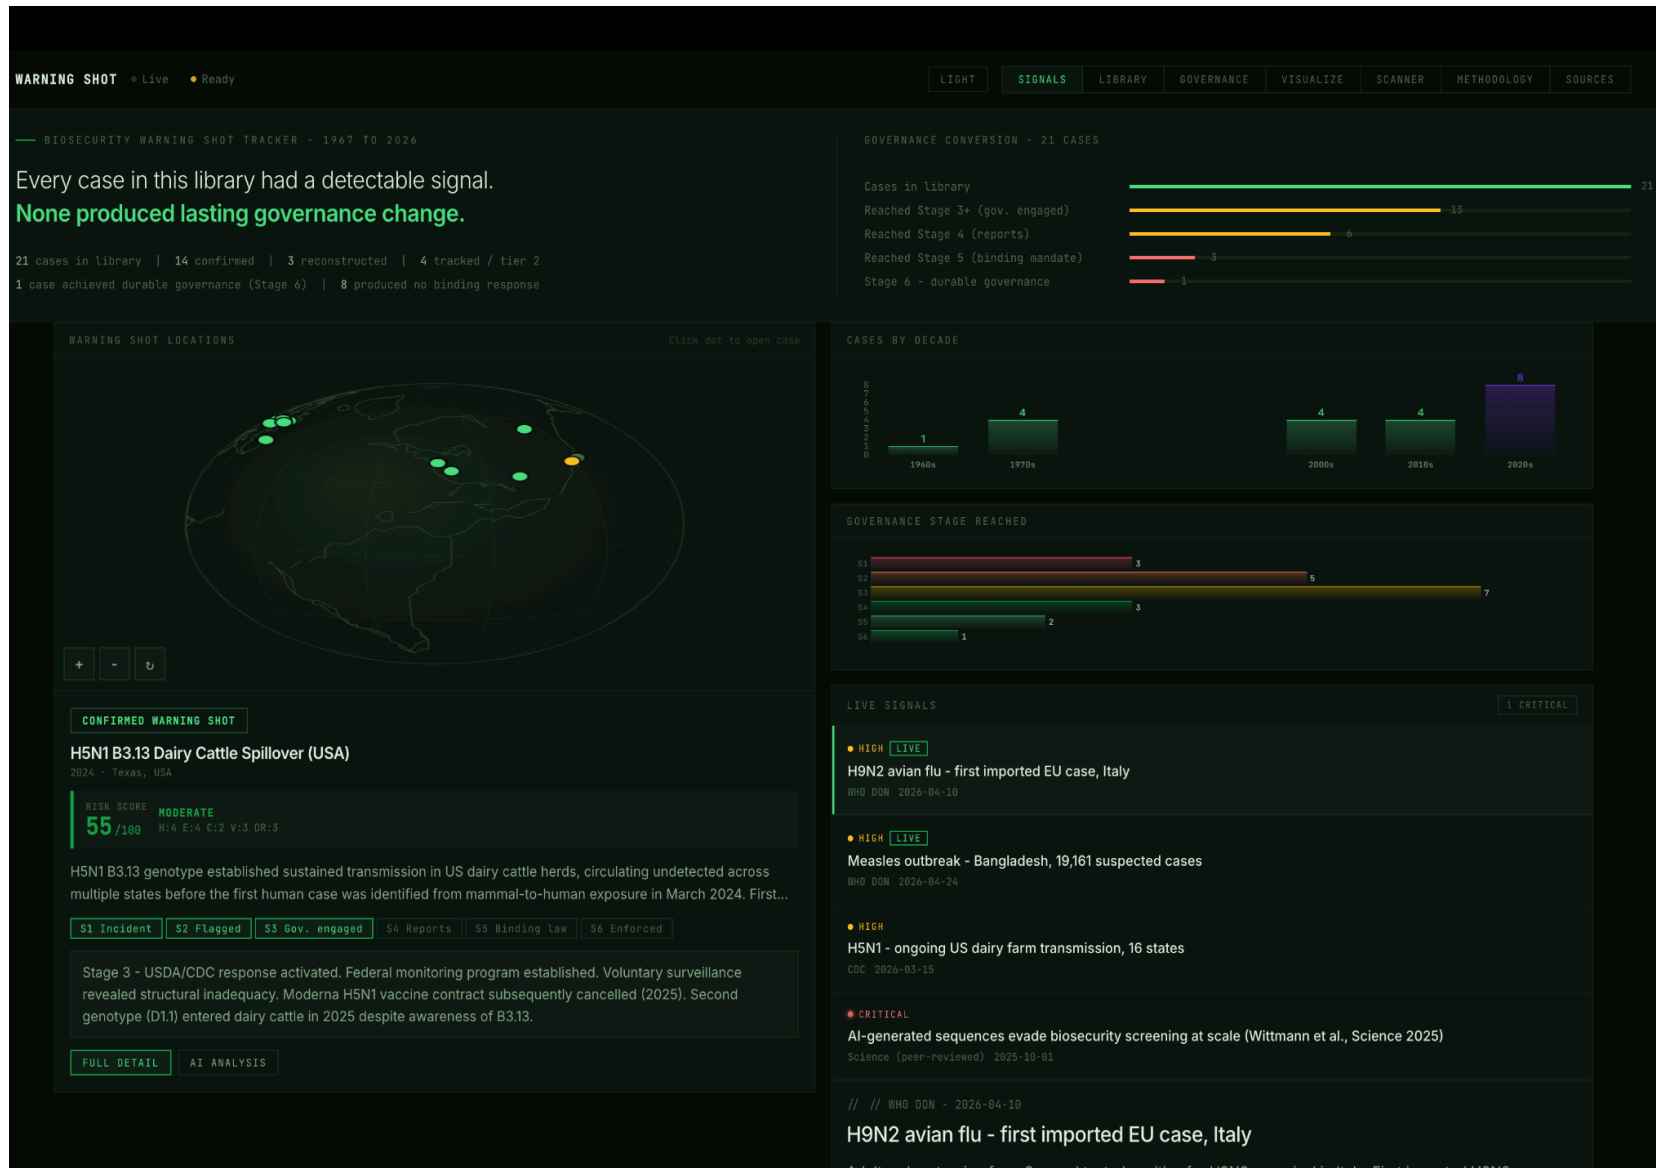 WARNING SHOT
Live
Ready
LIGHT
SIGNALS
LIBRARY
GOVERNANCE
VISUALIZE
SCANNER
METHODOLOGY
SOURCES
BIOSECURITY WARNING SHOT TRACKER - 1967 TO 2026
Every case in this library had a detectable signal.
None produced lasting governance change.
21 cases in library | 14 confirmed | 3 reconstructed | 4 tracked / tier 2
1 case achieved durable governance (Stage 6) | 8 produced no binding response
GOVERNANCE CONVERSION - 21 CASES
Cases in library 21
Reached Stage 3+ (gov. engaged) 13
Reached Stage 4 (reports) 6
Reached Stage 5 (binding mandate) 3
Stage 6 - durable governance 1
WARNING SHOT LOCATIONS
Click dot to open case
+ - ↻
CONFIRMED WARNING SHOT
H5N1 B3.13 Dairy Cattle Spillover (USA)
2024 · Texas, USA
RISK SCORE
55 /100
MODERATE
H:4 E:4 C:2 V:3 DR:3
H5N1 B3.13 genotype established sustained transmission in US dairy cattle herds, circulating undetected across
multiple states before the first human case was identified from mammal-to-human exposure in March 2024. First...
S1 Incident
S2 Flagged
S3 Gov. engaged
S4 Reports
S5 Binding law
S6 Enforced
Stage 3 - USDA/CDC response activated. Federal monitoring program established. Voluntary surveillance
revealed structural inadequacy. Moderna H5N1 vaccine contract subsequently cancelled (2025). Second
genotype (D1.1) entered dairy cattle in 2025 despite awareness of B3.13.
FULL DETAIL
AI ANALYSIS
CASES BY DECADE
8
7
6
5
4
3
2
1
0
1 4 4 4 8
1960s 1970s 2000s 2010s 2020s
GOVERNANCE STAGE REACHED
S1 3
S2 5
S3 7
S4 3
S5 2
S6 1
LIVE SIGNALS
1 CRITICAL
HIGH LIVE
H9N2 avian flu - first imported EU case, Italy
WHO DON 2026-04-10
HIGH LIVE
Measles outbreak - Bangladesh, 19,161 suspected cases
WHO DON 2026-04-24
HIGH
H5N1 - ongoing US dairy farm transmission, 16 states
CDC 2026-03-15
CRITICAL
AI-generated sequences evade biosecurity screening at scale (Wittmann et al., Science 2025)
Science (peer-reviewed) 2025-10-01
// // WHO DON - 2026-04-10
H9N2 avian flu - first imported EU case, Italy